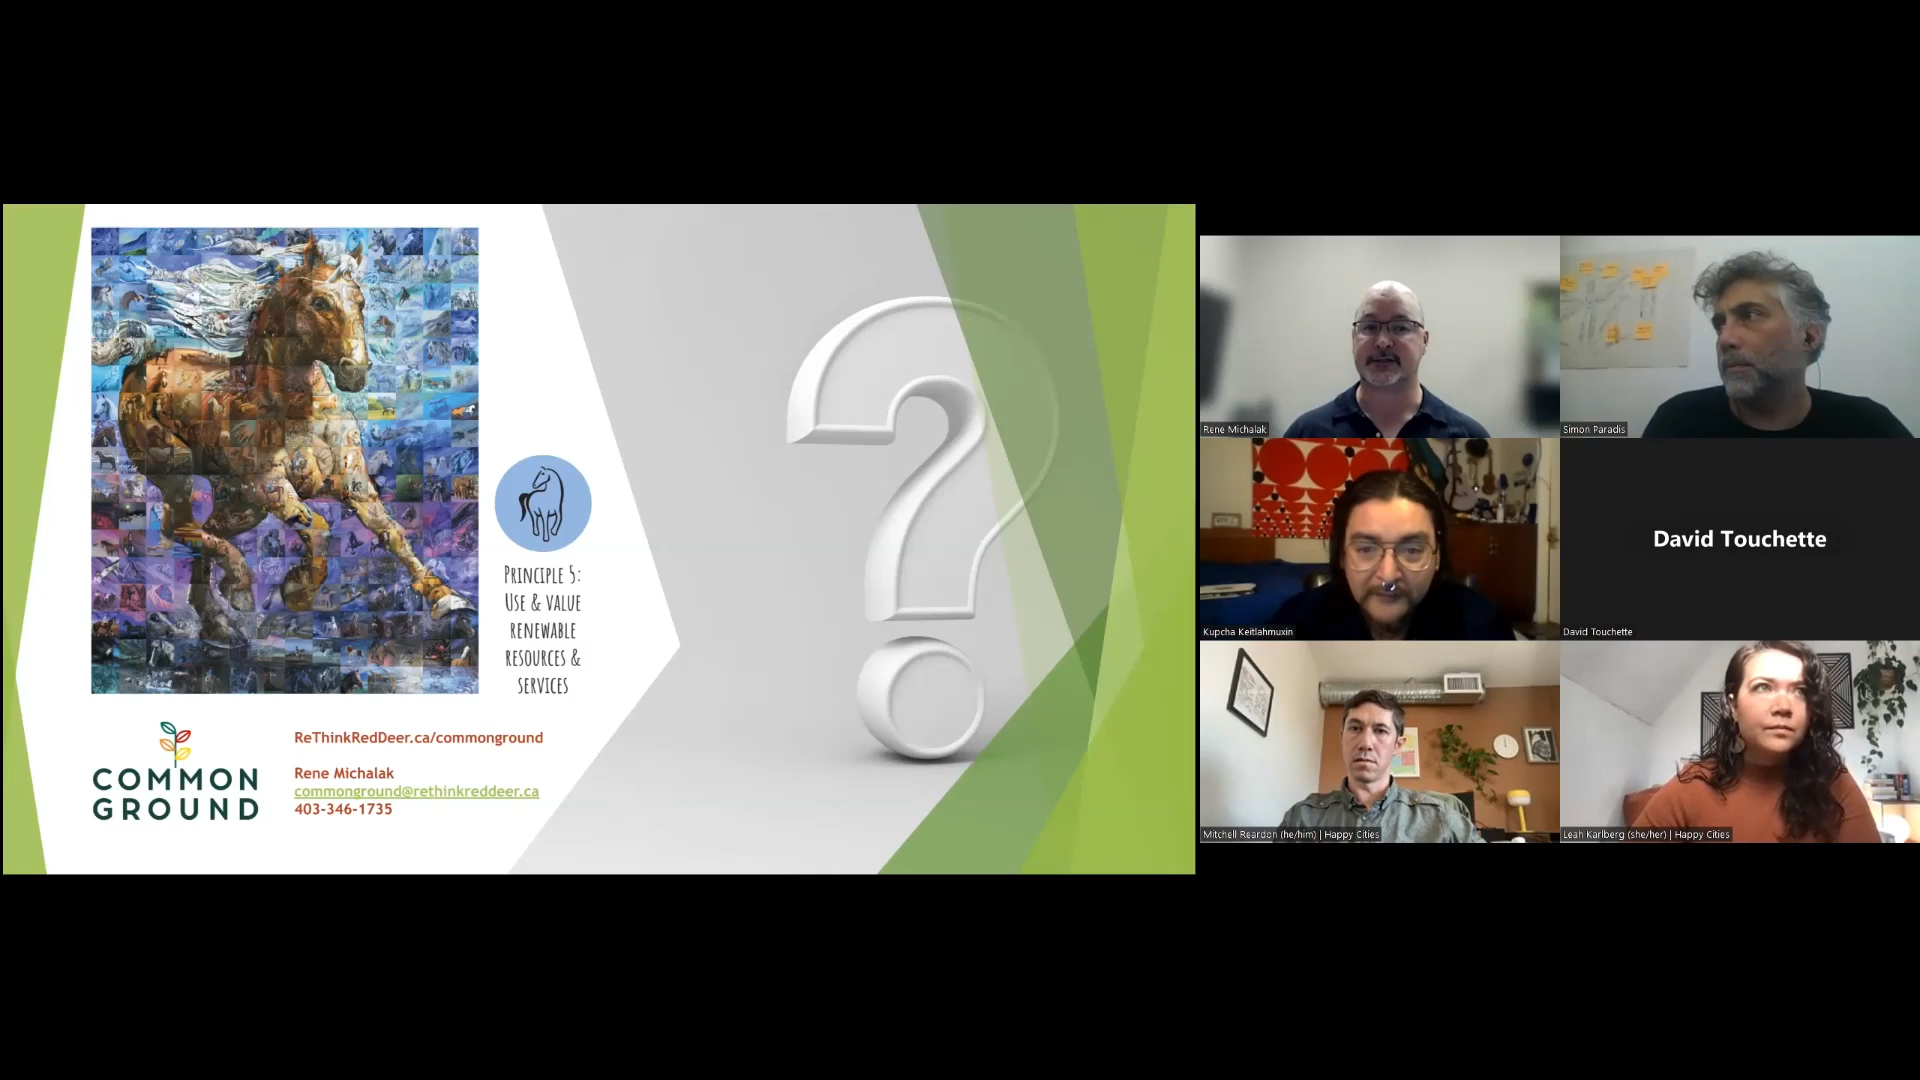 PRINCIPLE 5:
USE & VALUE
RENEWABLE
RESOURCES &
SERVICES
COMMON
GROUND
ReThinkRedDeer.ca/commonground
Rene Michalak
commonground@rethinkreddeer.ca
403-346-1735
Rene Michalak
Simon Paradis
Kupcha Keitlahmuxin
David Touchette
David Touchette
Mitchell Reardon (he/him) | Happy Cities
Leah Karlberg (she/her) | Happy Cities